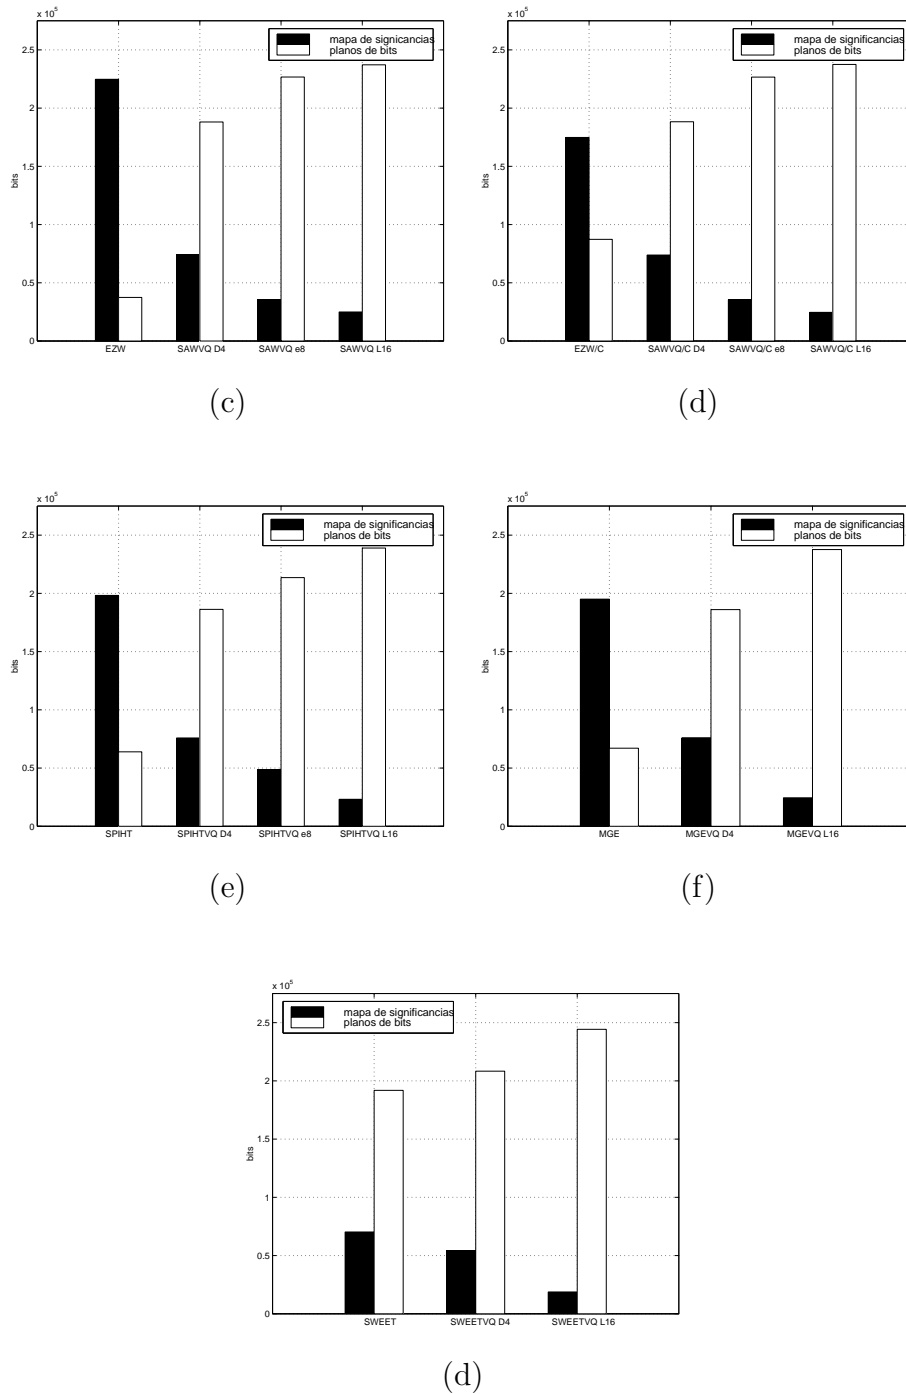 x 10^5
mapa de significancias
planos de bits
2.5
2
1.5
1
0.5
0
bits
EZW SAWVQ D4 SAWVQ e8 SAWVQ L16
(c)
x 10^5
mapa de significancias
planos de bits
2.5
2
1.5
1
0.5
0
bits
EZW/C SAWVQ/C D4 SAWVQ/C e8 SAWVQ/C L16
(d)
x 10^5
mapa de significancias
planos de bits
2.5
2
1.5
1
0.5
0
bits
SPIHT SPIHTVQ D4 SPIHTVQ e8 SPIHTVQ L16
(e)
x 10^5
mapa de significancias
planos de bits
2.5
2
1.5
1
0.5
0
bits
MGE MGEVQ D4 MGEVQ L16
(f)
x 10^5
mapa de significancias
planos de bits
2.5
2
1.5
1
0.5
0
bits
SWEET SWEETVQ D4 SWEETVQ L16
(d)